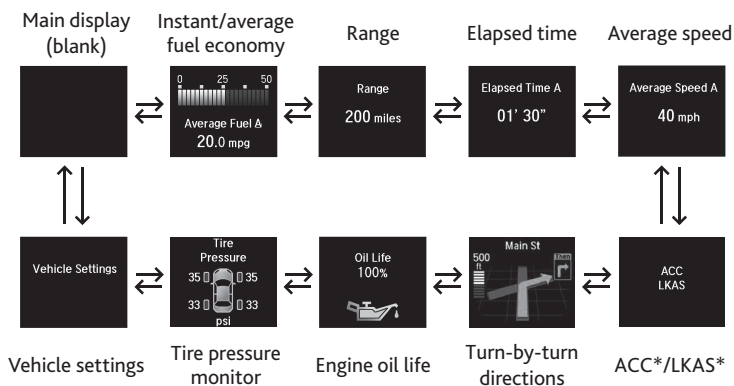 Main display
(blank)
Instant/average
fuel economy
Range
Elapsed time
Average speed
0 25 50
Average Fuel A
20.0 mpg
Range
200 miles
Elapsed Time A
01' 30"
Average Speed A
40 mph
Vehicle Settings
Tire
Pressure
35 35
33 33
psi
Oil Life
100%
Main St
500
ft
Then
ACC
LKAS
Vehicle settings
Tire pressure
monitor
Engine oil life
Turn-by-turn
directions
ACC*/LKAS*